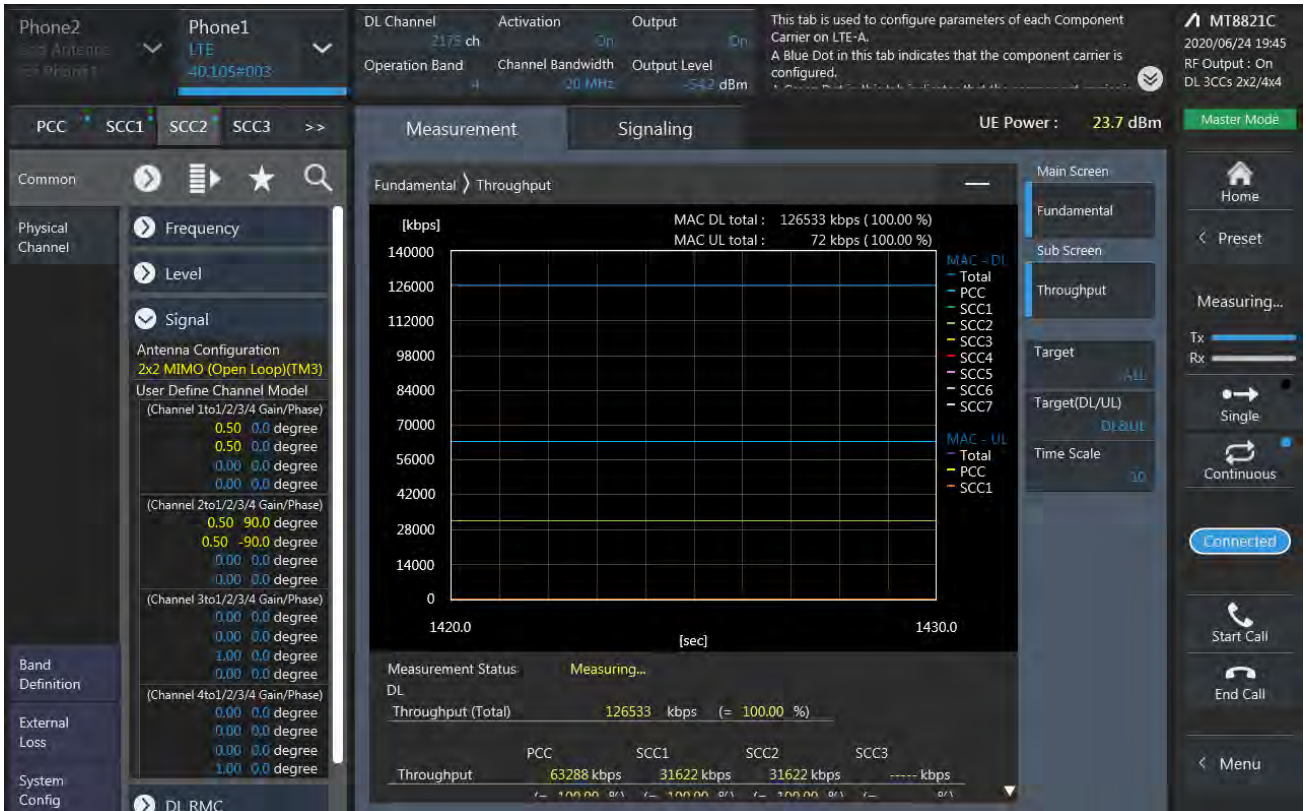 Phone2
Phone1
LTE
40.105#003
DL Channel
2175 ch
Activation
On
Output
On
Operation Band
4
Channel Bandwidth
20 MHz
Output Level
-54.2 dBm
This tab is used to configure parameters of each Component
Carrier on LTE-A.
A Blue Dot in this tab indicates that the component carrier is
configured.
MT8821C
2020/06/24 19:45
RF Output : On
DL 3CCs 2x2/4x4
Master Mode
PCC SCC1 SCC2 SCC3 >>
Measurement
Signaling
UE Power : 23.7 dBm
Common
Physical
Channel
Frequency
Level
Signal
Antenna Configuration
2x2 MIMO (Open Loop)(TM3)
User Define Channel Model
(Channel 1to1/2/3/4 Gain/Phase)
0.50 0.0 degree
0.50 0.0 degree
0.00 0.0 degree
0.00 0.0 degree
(Channel 2to1/2/3/4 Gain/Phase)
0.50 90.0 degree
0.50 -90.0 degree
0.00 0.0 degree
0.00 0.0 degree
(Channel 3to1/2/3/4 Gain/Phase)
0.00 0.0 degree
0.00 0.0 degree
1.00 0.0 degree
0.00 0.0 degree
(Channel 4to1/2/3/4 Gain/Phase)
0.00 0.0 degree
0.00 0.0 degree
0.00 0.0 degree
1.00 0.0 degree
DL RMC
Band
Definition
External
Loss
System
Config
Fundamental 〉 Throughput
[kbps]
MAC DL total : 126533 kbps ( 100.00 %)
MAC UL total : 72 kbps ( 100.00 %)
140000
126000
112000
98000
84000
70000
56000
42000
28000
14000
0
1420.0
1430.0
[sec]
MAC - DL
Total
PCC
SCC1
SCC2
SCC3
SCC4
SCC5
SCC6
SCC7
MAC - UL
Total
PCC
SCC1
Measurement Status Measuring...
DL
Throughput (Total) 126533 kbps (= 100.00 %)
PCC SCC1 SCC2 SCC3
Throughput 63288 kbps 31622 kbps 31622 kbps ----- kbps
(= 100.00 %) (= 100.00 %) (= 100.00 %) (= %)
Main Screen
Fundamental
Sub Screen
Throughput
Target
ALL
Target(DL/UL)
DL&UL
Time Scale
10
Home
< Preset
Measuring...
Tx
Rx
Single
Continuous
Connected
Start Call
End Call
< Menu